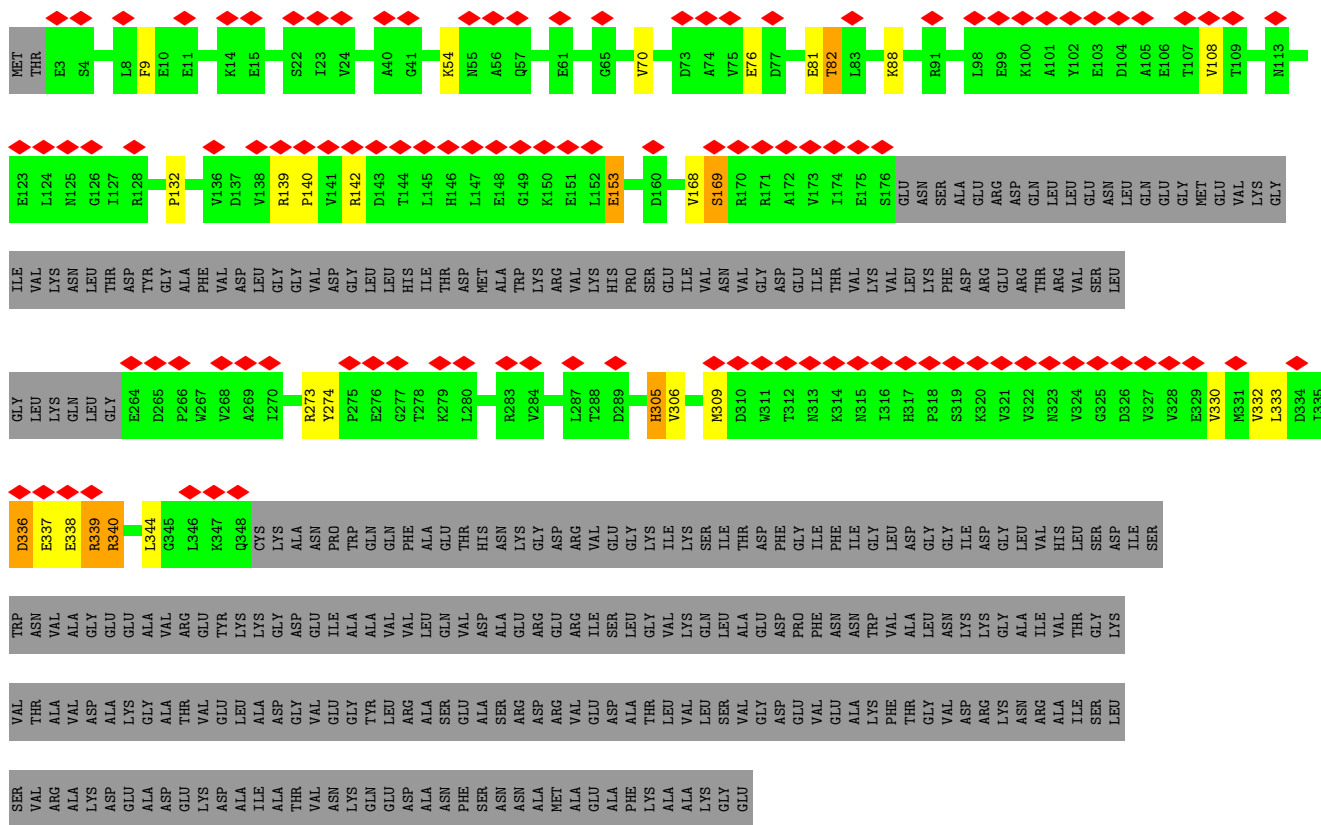 MET THR E3 S4 L8 F9 E10 E11 K14 E15 S22 I23 V24 A40 G41 K54 N55 A56 Q57 E61 G65 V70 D73 A74 V75 E76 D77 E81 T82 L83 K88 R91 L98 E99 K100 A101 Y102 E103 D104 A105 E106 T107 V108 T109 N113
E123 L124 N125 G126 I127 R128 P132 V136 D137 V138 R139 P140 V141 R142 D143 T144 L145 H146 L147 E148 G149 K150 E151 L152 E153 D160 V168 S169 R170 R171 A172 V173 I174 E175 S176 GLU ASN SER ALA GLU ARG ASP GLN LEU LEU GLU ASN LEU GLN GLU GLY MET GLU VAL LYS GLY
ILE VAL LYS ASN LEU THR ASP TYR GLY ALA PHE VAL ASP LEU GLY GLY VAL ASP GLY LEU LEU HIS ILE THR ASP MET ALA TRP LYS ARG VAL LYS HIS PRO SER GLU ILE VAL ASN VAL GLY ASP GLU ILE THR VAL LYS VAL LEU LYS PHE ASP ARG GLU ARG THR ARG VAL SER LEU
GLY LEU LYS GLN LEU GLY E264 D265 P266 W267 V268 A269 I270 R273 Y274 P275 E276 G277 T278 K279 L280 R283 V284 L287 T288 D289 H305 V306 M309 D310 W311 T312 N313 K314 N315 I316 H317 P318 S319 K320 V321 V322 N323 V324 G325 D326 V327 V328 E329 V330 M331 V332 L333 D334 I335
D336 E337 E338 R339 R340 L344 G345 L346 K347 Q348 CYS LYS ALA ASN PRO TRP GLN GLN PHE ALA GLU THR HIS ASN LYS GLY ASP ARG VAL GLU GLY LYS ILE LYS SER ILE THR ASP PHE GLY ILE PHE ILE GLY LEU ASP GLY GLY ILE ASP GLY LEU VAL HIS LEU SER ASP ILE SER
TRP ASN VAL ALA GLY GLU GLU ALA VAL ARG GLU TYR LYS LYS GLY ASP GLU ILE ALA ALA VAL VAL LEU GLN VAL ASP ALA GLU ARG GLU ARG ILE SER LEU GLY VAL LYS GLN LEU ALA GLU ASP PRO PHE ASN ASN TRP VAL ALA LEU ASN LYS LYS GLY ALA ILE VAL THR GLY LYS
VAL THR ALA VAL ASP ALA LYS GLY ALA THR VAL GLU LEU ALA ASP GLY VAL GLU GLY TYR LEU ARG ALA SER GLU ALA SER ARG ASP ARG VAL GLU ASP ALA THR LEU VAL LEU SER VAL GLY ASP GLU VAL GLU ALA LYS PHE THR GLY VAL ASP ARG LYS ASN ARG ALA ILE SER LEU
SER VAL ARG ALA LYS ASP GLU ALA ASP GLU LYS ASP ALA ILE ALA THR VAL ASN LYS GLN GLU ASP ALA ASN PHE SER ASN ASN ALA MET ALA GLU ALA PHE LYS ALA ALA LYS GLY GLU